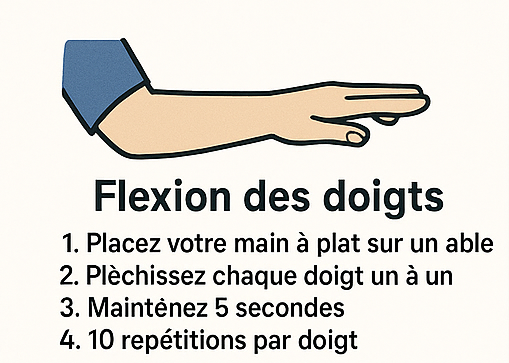 Flexion des doigts
1. Placez votre main à plat sur un able
2. Plèchissez chaque doigt un à un
3. Maintėnez 5 secondes
4. 10 repétitions par doigt